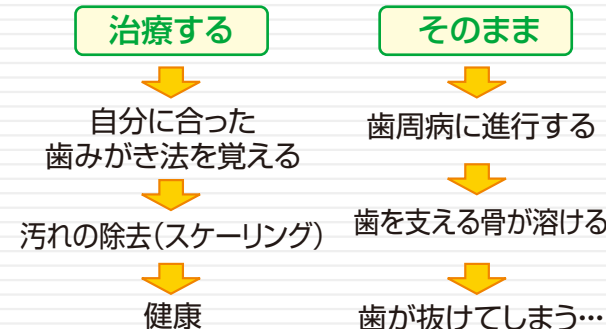 治療する
自分に合った
歯みがき法を覚える
汚れの除去（スケーリング）
健康
そのまま
歯周病に進行する
歯を支える骨が溶ける
歯が抜けてしまう…